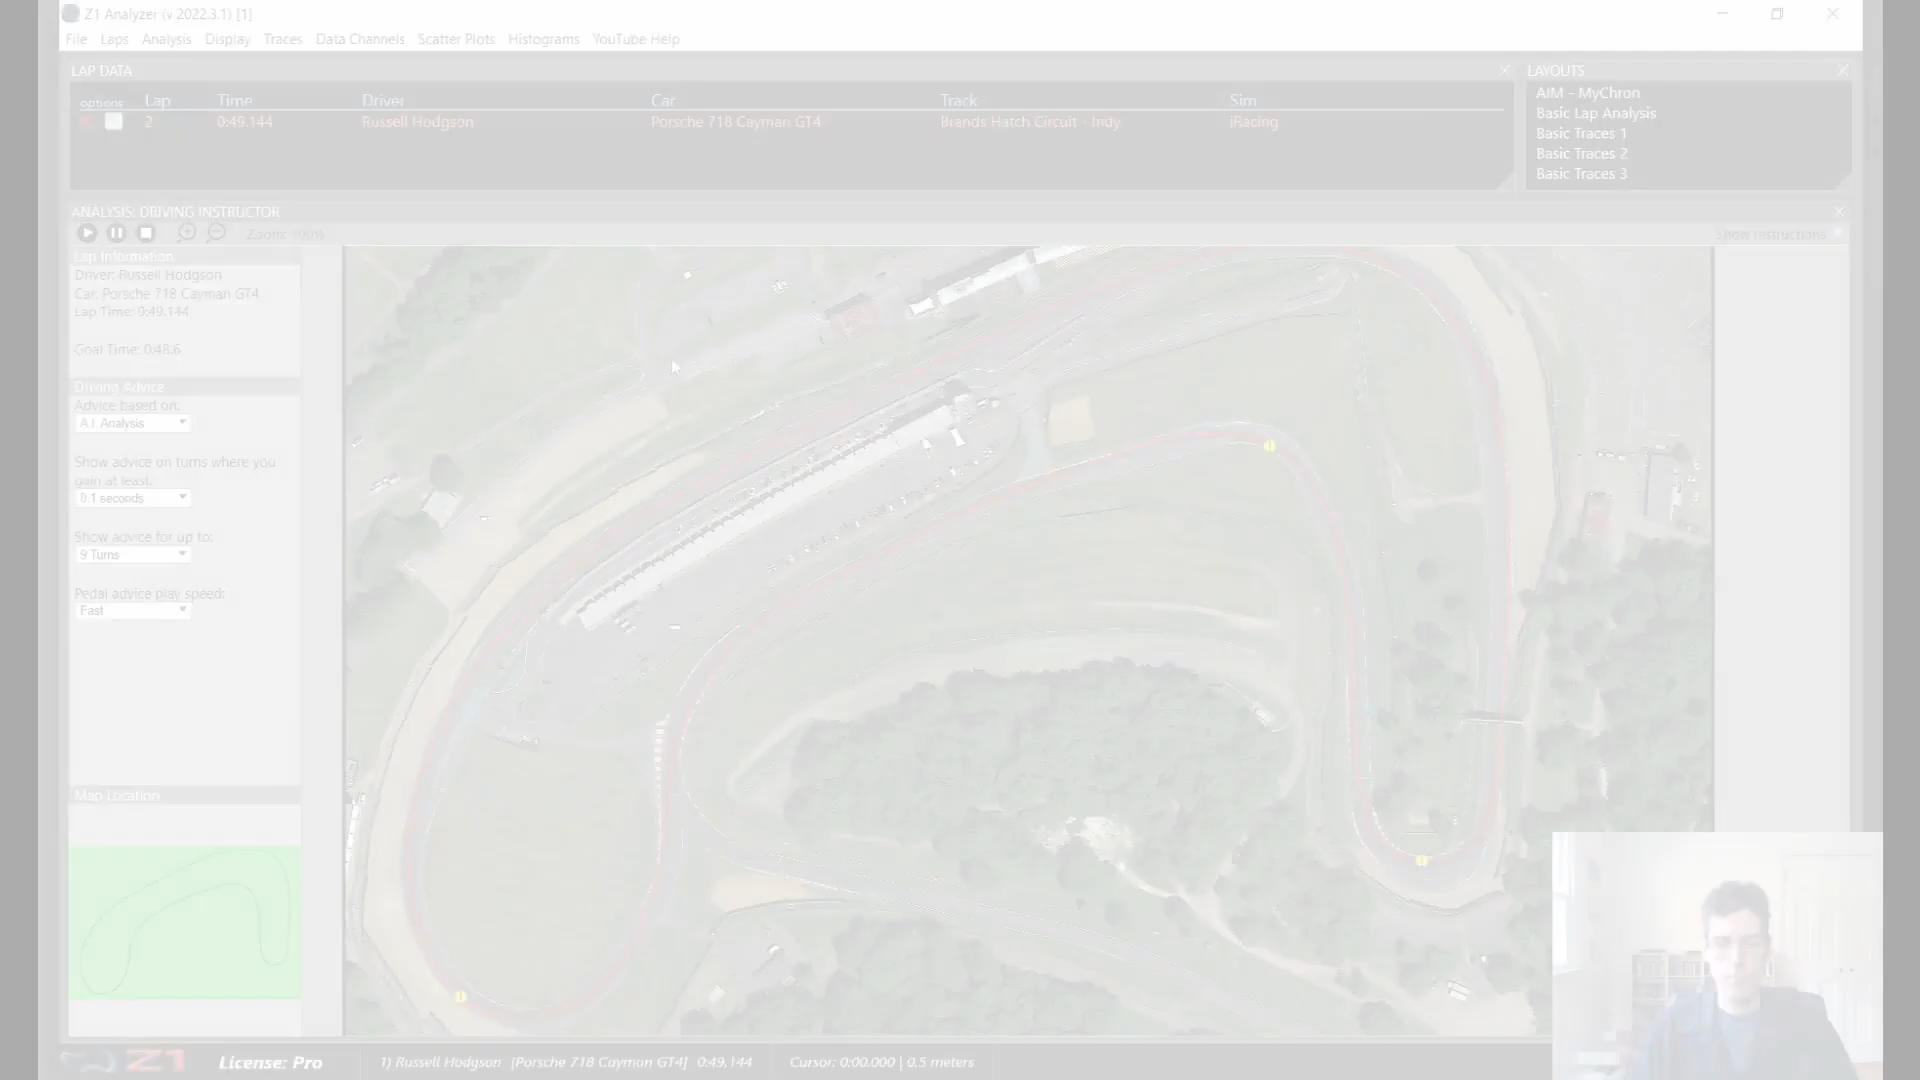 Z1 Analyzer (v 2022.3.1) [1]
File Laps Analysis Display Traces Data Channels Scatter Plots Histograms YouTube Help
LAP DATA
options Lap Time Driver Car Track Sim
2 0:49.144 Russell Hodgson Porsche 718 Cayman GT4 Brands Hatch Circuit - Indy iRacing
LAYOUTS
AIM - MyChron
Basic Lap Analysis
Basic Traces 1
Basic Traces 2
Basic Traces 3
ANALYSIS: DRIVING INSTRUCTOR
Zoom: 100%
Show Instructions
Lap Information
Driver: Russell Hodgson
Car: Porsche 718 Cayman GT4
Lap Time: 0:49.144
Goal Time: 0:48.6
Driving Advice
Advice based on:
A.I. Analysis
Show advice on turns where you
gain at least:
0.1 seconds
Show advice for up to:
9 Turns
Pedal advice play speed:
Fast
Map Location
Z1 License: Pro 1) Russell Hodgson [Porsche 718 Cayman GT4] 0:49.144 Cursor: 0:00.000 | 0.5 meters